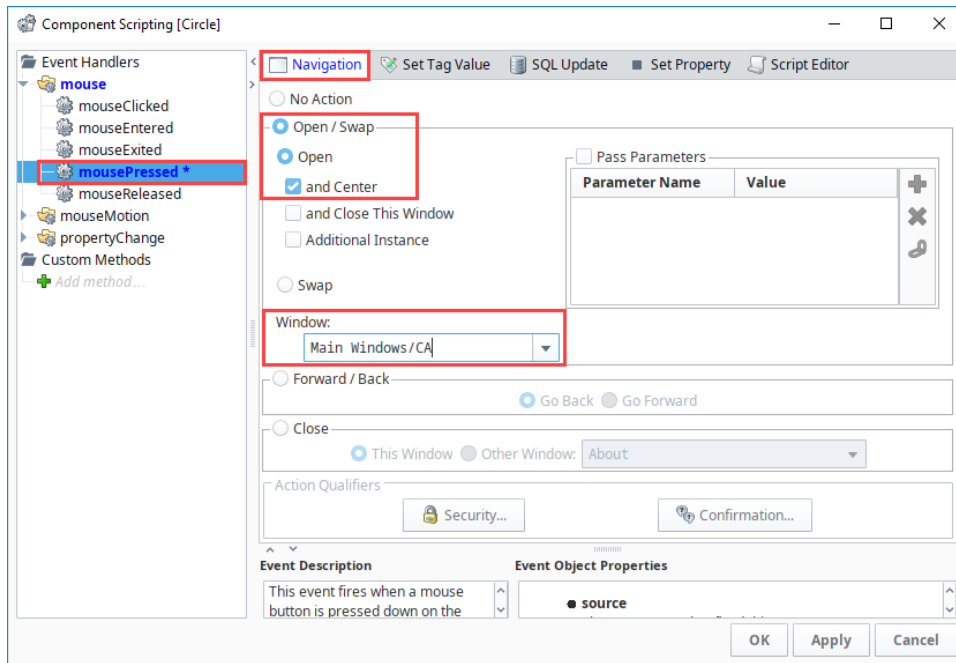 Component Scripting [Circle]
Event Handlers
mouse
mouseClicked
mouseEntered
mouseExited
mousePressed *
mouseReleased
mouseMotion
propertyChange
Custom Methods
Add method...
Navigation Set Tag Value SQL Update Set Property Script Editor
No Action
Open / Swap
Open
and Center
and Close This Window
Additional Instance
Swap
Pass Parameters
Parameter Name Value
Window:
Main Windows/CA
Forward / Back
Go Back Go Forward
Close
This Window Other Window: About
Action Qualifiers
Security... Confirmation...
Event Description
This event fires when a mouse
button is pressed down on the
Event Object Properties
source
OK Apply Cancel